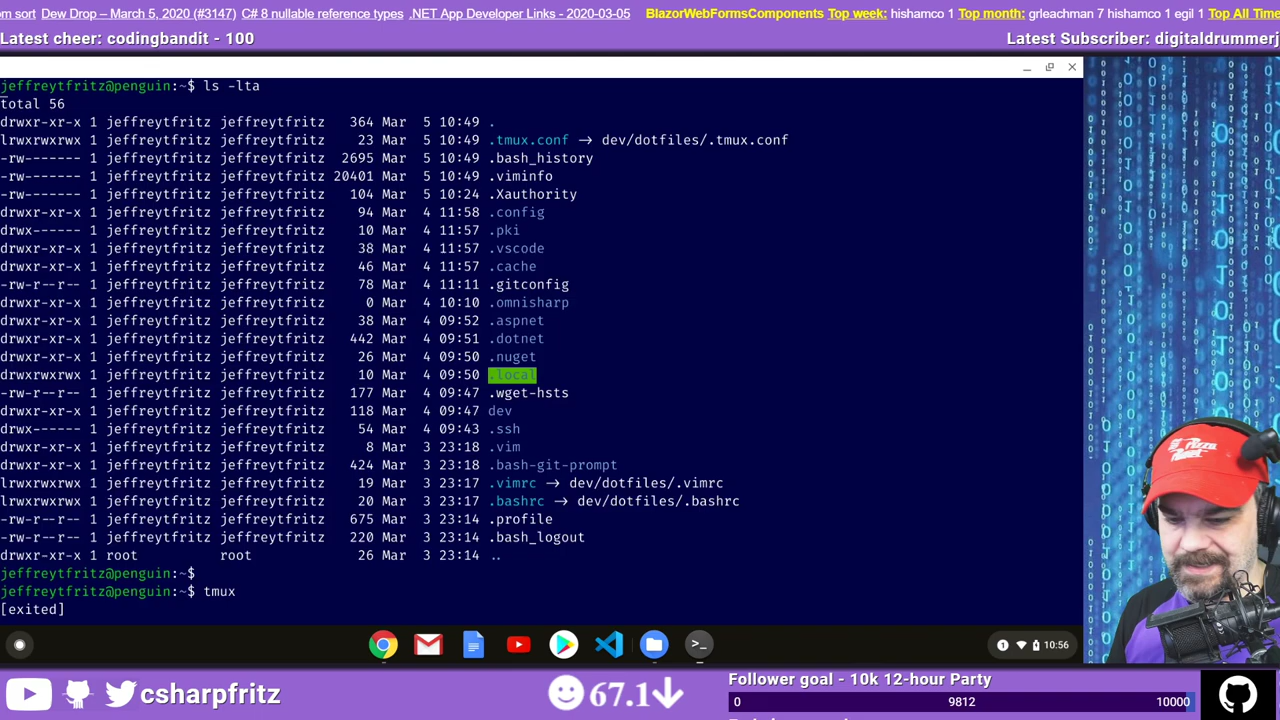 om sort Dew Drop – March 5, 2020 (#3147) C# 8 nullable reference types .NET App Developer Links - 2020-03-05 BlazorWebFormsComponents Top week: hishamco 1 Top month: grleachman 7 hishamco 1 egil 1 Top All Time
Latest cheer: codingbandit - 100 Latest Subscriber: digitaldrummerj
jeffreytfritz@penguin:~$ ls -lta
total 56
drwxr-xr-x 1 jeffreytfritz jeffreytfritz 364 Mar 5 10:49 .
lrwxrwxrwx 1 jeffreytfritz jeffreytfritz 23 Mar 5 10:49 .tmux.conf -> dev/dotfiles/.tmux.conf
-rw------- 1 jeffreytfritz jeffreytfritz 2695 Mar 5 10:49 .bash_history
-rw------- 1 jeffreytfritz jeffreytfritz 20401 Mar 5 10:49 .viminfo
-rw------- 1 jeffreytfritz jeffreytfritz 104 Mar 5 10:24 .Xauthority
drwxr-xr-x 1 jeffreytfritz jeffreytfritz 94 Mar 4 11:58 .config
drwx------ 1 jeffreytfritz jeffreytfritz 10 Mar 4 11:57 .pki
drwxr-xr-x 1 jeffreytfritz jeffreytfritz 38 Mar 4 11:57 .vscode
drwxr-xr-x 1 jeffreytfritz jeffreytfritz 46 Mar 4 11:57 .cache
-rw-r--r-- 1 jeffreytfritz jeffreytfritz 78 Mar 4 11:11 .gitconfig
drwxr-xr-x 1 jeffreytfritz jeffreytfritz 0 Mar 4 10:10 .omnisharp
drwxr-xr-x 1 jeffreytfritz jeffreytfritz 38 Mar 4 09:52 .aspnet
drwxr-xr-x 1 jeffreytfritz jeffreytfritz 442 Mar 4 09:51 .dotnet
drwxr-xr-x 1 jeffreytfritz jeffreytfritz 26 Mar 4 09:50 .nuget
drwxrwxrwx 1 jeffreytfritz jeffreytfritz 10 Mar 4 09:50 .local
-rw-r--r-- 1 jeffreytfritz jeffreytfritz 177 Mar 4 09:47 .wget-hsts
drwxr-xr-x 1 jeffreytfritz jeffreytfritz 118 Mar 4 09:47 dev
drwx------ 1 jeffreytfritz jeffreytfritz 54 Mar 4 09:43 .ssh
drwxr-xr-x 1 jeffreytfritz jeffreytfritz 8 Mar 3 23:18 .vim
drwxr-xr-x 1 jeffreytfritz jeffreytfritz 424 Mar 3 23:18 .bash-git-prompt
lrwxrwxrwx 1 jeffreytfritz jeffreytfritz 19 Mar 3 23:17 .vimrc -> dev/dotfiles/.vimrc
lrwxrwxrwx 1 jeffreytfritz jeffreytfritz 20 Mar 3 23:17 .bashrc -> dev/dotfiles/.bashrc
-rw-r--r-- 1 jeffreytfritz jeffreytfritz 675 Mar 3 23:14 .profile
-rw-r--r-- 1 jeffreytfritz jeffreytfritz 220 Mar 3 23:14 .bash_logout
drwxr-xr-x 1 root root 26 Mar 3 23:14 ..
jeffreytfritz@penguin:~$
jeffreytfritz@penguin:~$ tmux
[exited]
10:56
csharpfritz 67.1
Follower goal - 10k 12-hour Party
0 9812 10000